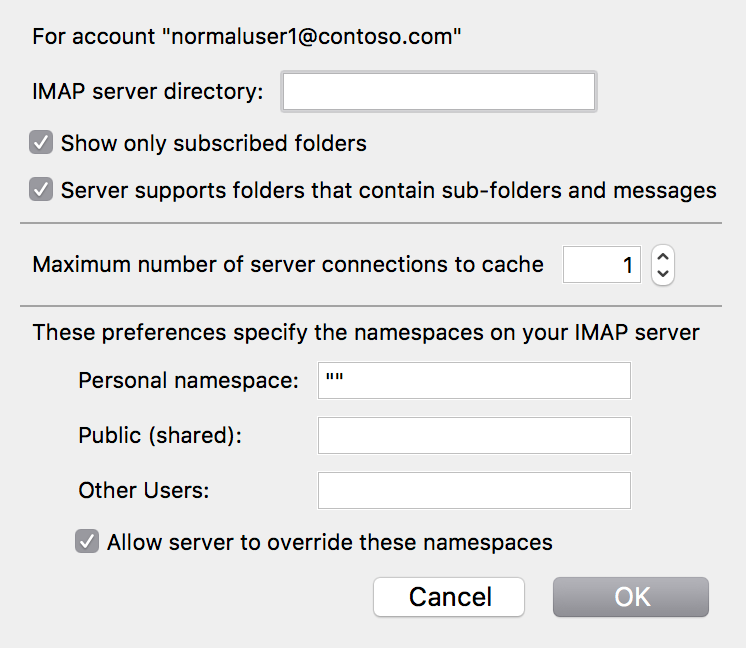 For account "normaluser1@contoso.com"
IMAP server directory:
Show only subscribed folders
Server supports folders that contain sub-folders and messages
Maximum number of server connections to cache 1
These preferences specify the namespaces on your IMAP server
Personal namespace: ""
Public (shared):
Other Users:
Allow server to override these namespaces
Cancel OK